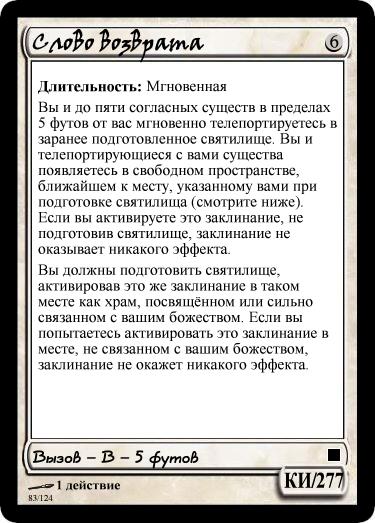 Слово возврата
6
Длительность: Мгновенная
Вы и до пяти согласных существ в пределах
5 футов от вас мгновенно телепортируетесь в
заранее подготовленное святилище. Вы и
телепортирующиеся с вами существа
появляетесь в свободном пространстве,
ближайшем к месту, указанному вами при
подготовке святилища (смотрите ниже).
Если вы активируете это заклинание, не
подготовив святилище, заклинание не
оказывает никакого эффекта.
Вы должны подготовить святилище,
активировав это же заклинание в таком
месте как храм, посвящённом или сильно
связанном с вашим божеством. Если вы
попытаетесь активировать это заклинание в
месте, не связанном с вашим божеством,
заклинание не окажет никакого эффекта.
Вызов – В – 5 футов
1 действие
КИ/277
83/124